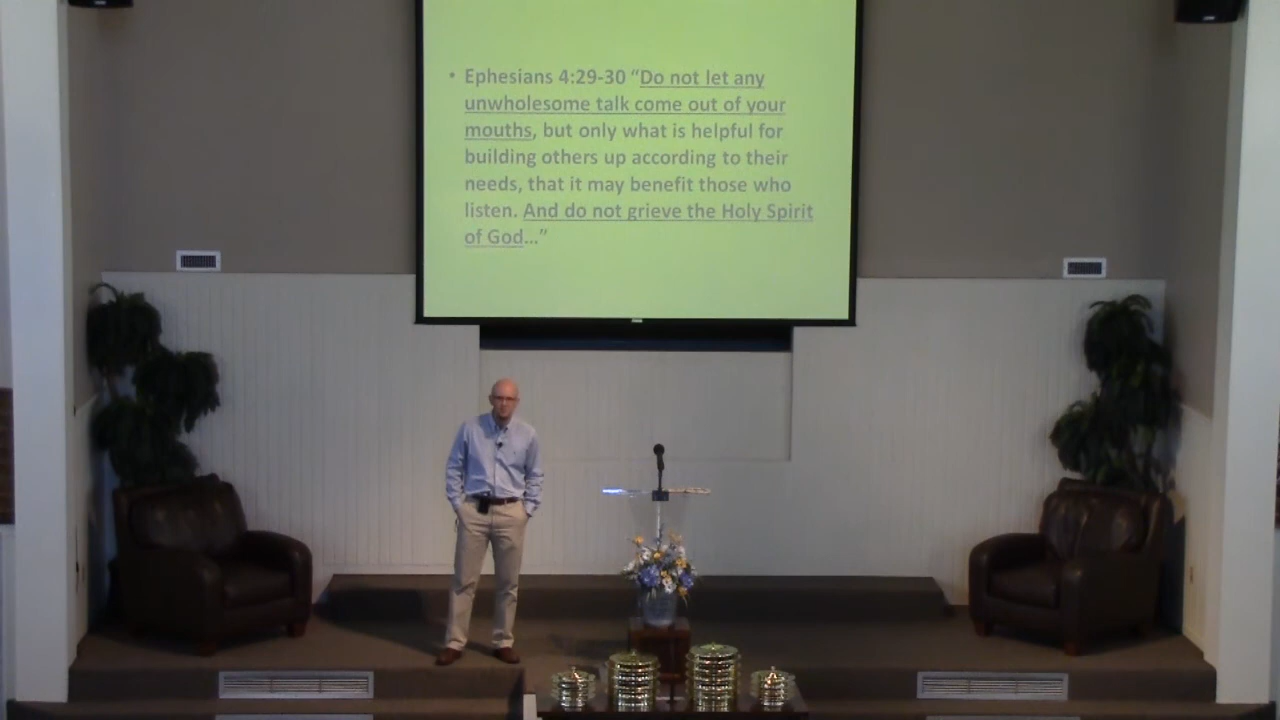 • Ephesians 4:29-30 “Do not let any
unwholesome talk come out of your
mouths, but only what is helpful for
building others up according to their
needs, that it may benefit those who
listen. And do not grieve the Holy Spirit
of God…”